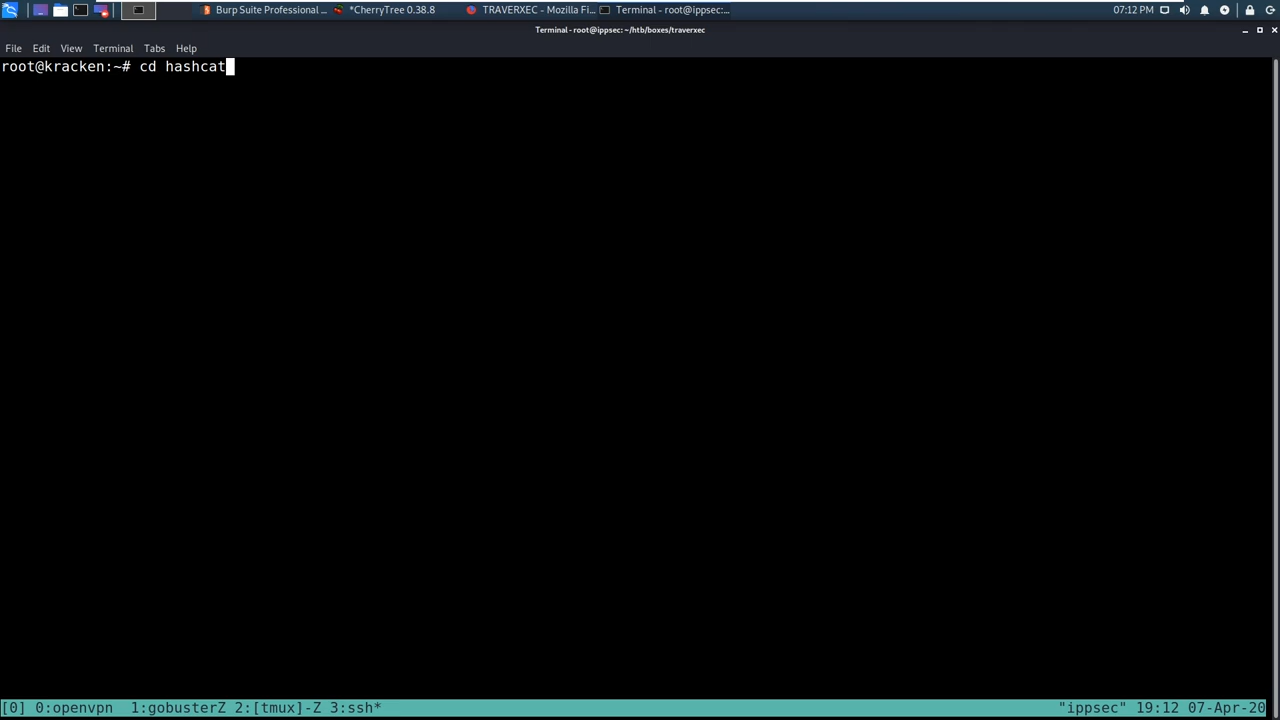 Burp Suite Professional ... *CherryTree 0.38.8 TRAVERXEC - Mozilla Fi... Terminal - root@ippsec:... 07:12 PM
Terminal - root@ippsec: ~/htb/boxes/traverxec
File Edit View Terminal Tabs Help
root@kracken:~# cd hashcat
[0] 0:openvpn 1:gobusterZ 2:[tmux]-Z 3:ssh* "ippsec" 19:12 07-Apr-20